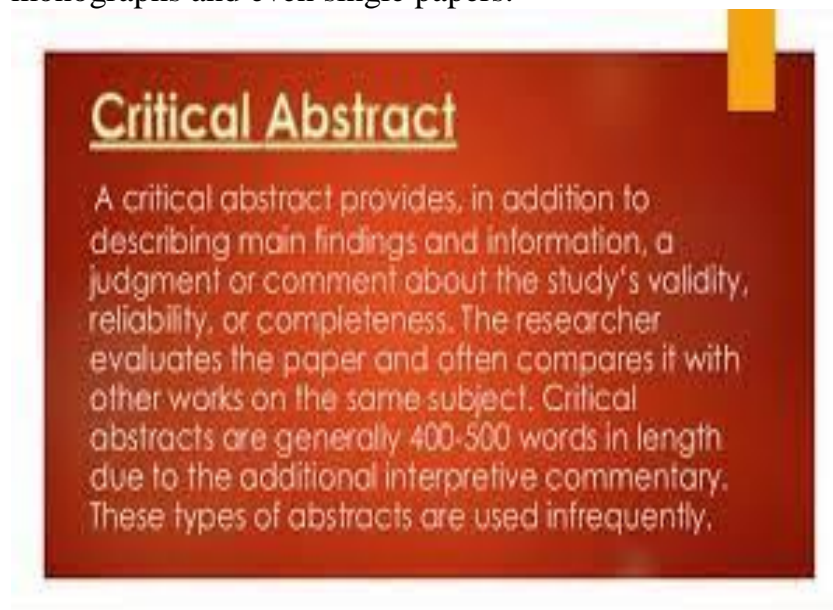 monographs and even single papers.
Critical Abstract
A critical abstract provides, in addition to
describing main findings and information, a
judgment or comment about the study's validity,
reliability, or completeness. The researcher
evaluates the paper and often compares it with
other works on the same subject. Critical
abstracts are generally 400-500 words in length
due to the additional interpretive commentary.
These types of abstracts are used infrequently.